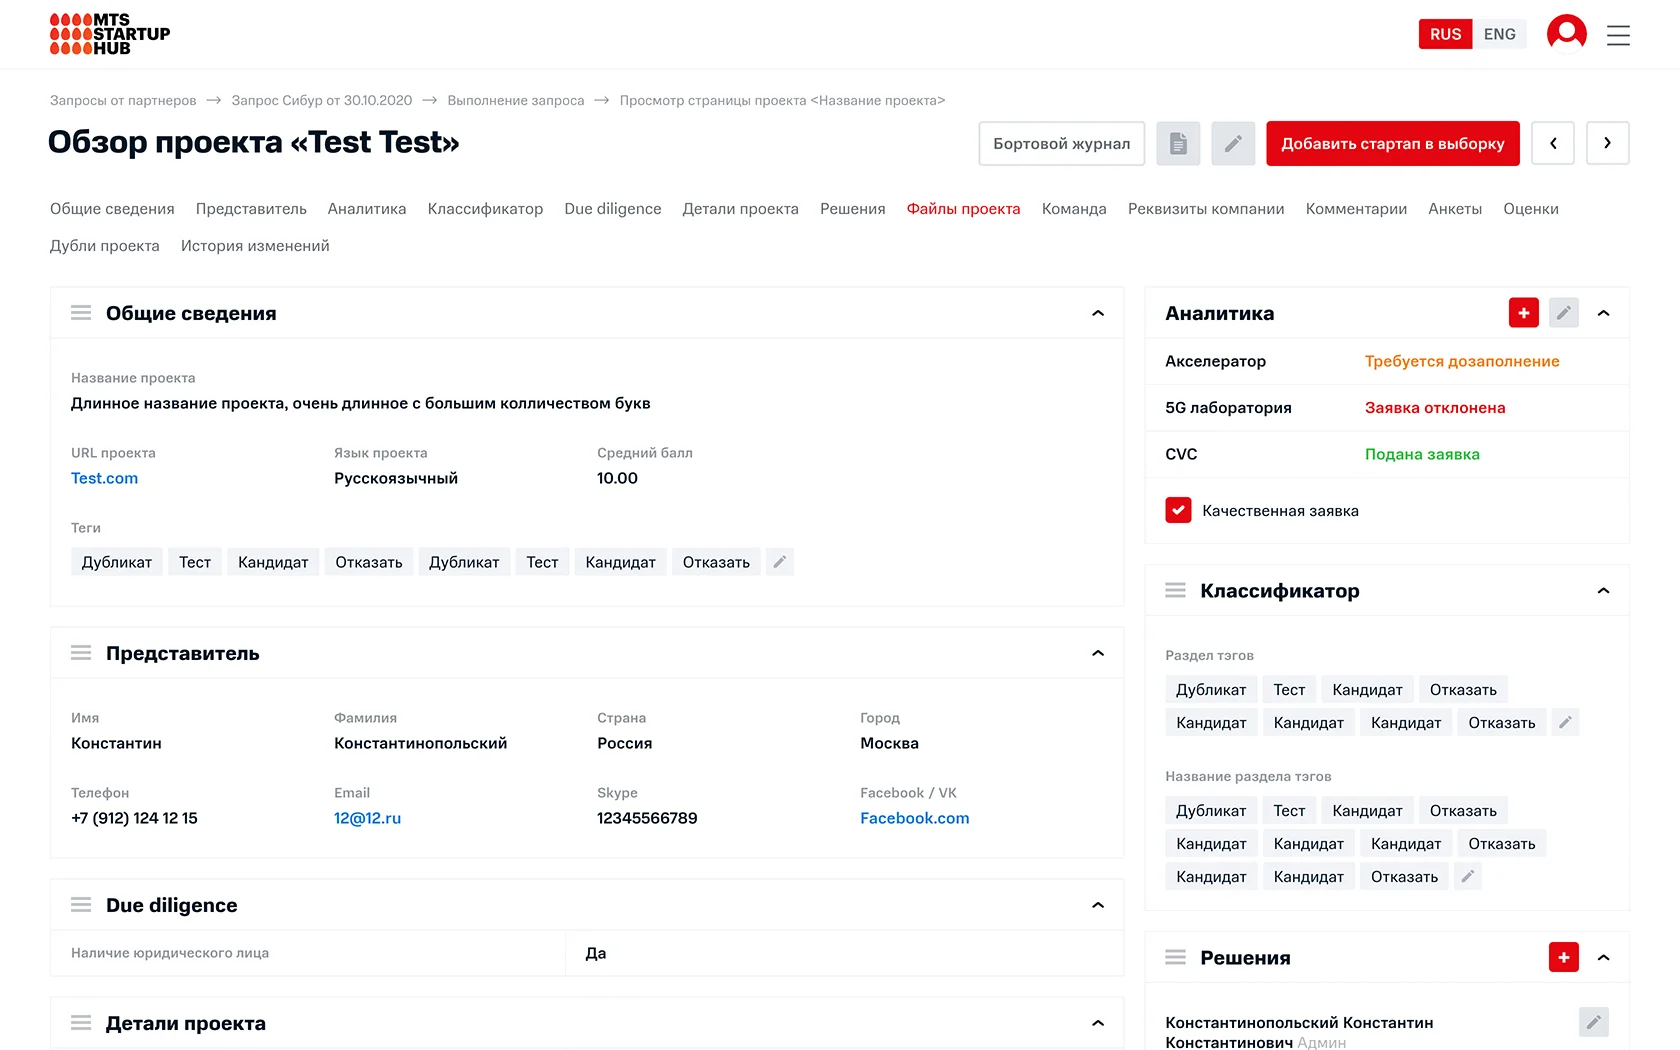 MTS
STARTUP
HUB
RUS ENG
Запросы от партнеров → Запрос Сибур от 30.10.2020 → Выполнение запроса → Просмотр страницы проекта <Название проекта>
Обзор проекта «Test Test»
Бортовой журнал
Добавить стартап в выборку
Общие сведения Представитель Аналитика Классификатор Due diligence Детали проекта Решения Файлы проекта Команда Реквизиты компании Комментарии Анкеты Оценки
Дубли проекта История изменений
Общие сведения
Название проекта
Длинное название проекта, очень длинное с большим колличеством букв
URL проекта Язык проекта Средний балл
Test.com Русскоязычный 10.00
Теги
Дубликат Тест Кандидат Отказать Дубликат Тест Кандидат Отказать
Представитель
Имя Фамилия Страна Город
Константин Константинопольский Россия Москва
Телефон Email Skype Facebook / VK
+7 (912) 124 12 15 12@12.ru 12345566789 Facebook.com
Due diligence
Наличие юридического лица Да
Детали проекта
Аналитика
Акселератор Требуется дозаполнение
5G лаборатория Заявка отклонена
CVC Подана заявка
Качественная заявка
Классификатор
Раздел тэгов
Дубликат Тест Кандидат Отказать
Кандидат Кандидат Кандидат Отказать
Название раздела тэгов
Дубликат Тест Кандидат Отказать
Кандидат Кандидат Кандидат Отказать
Кандидат Кандидат Отказать
Решения
Константинопольский Константин
Константинович Админ